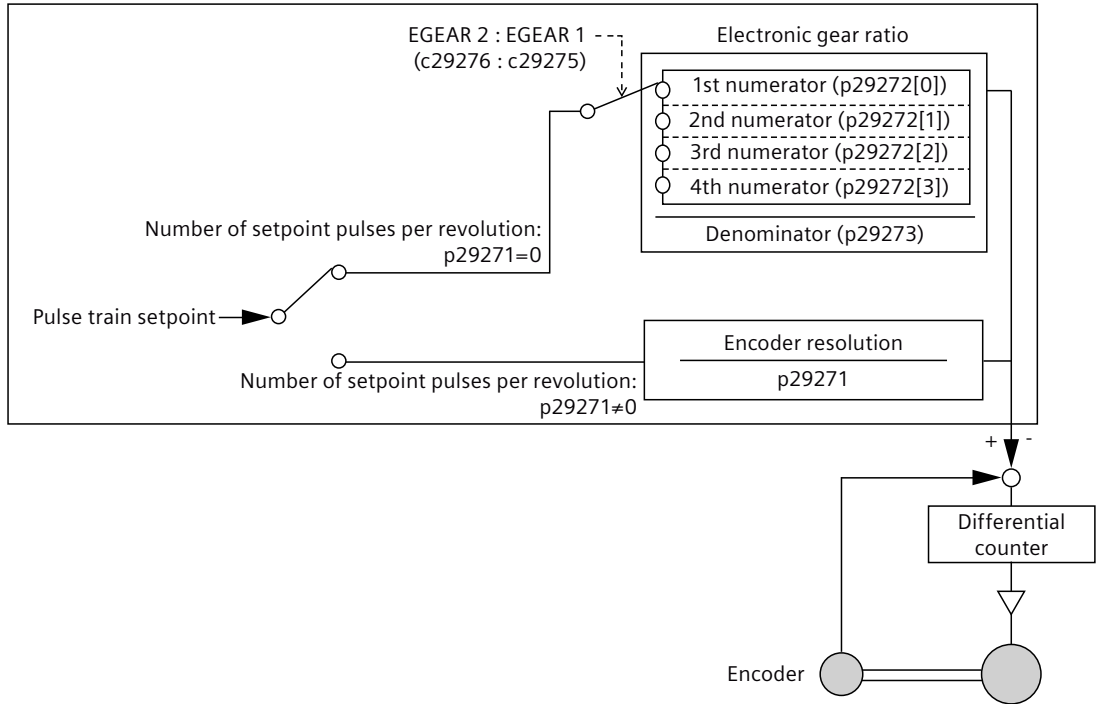 EGEAR 2 : EGEAR 1
(c29276 : c29275)
Electronic gear ratio
1st numerator (p29272[0])
2nd numerator (p29272[1])
3rd numerator (p29272[2])
4th numerator (p29272[3])
Denominator (p29273)
Number of setpoint pulses per revolution:
p29271=0
Pulse train setpoint
Encoder resolution
p29271
Number of setpoint pulses per revolution:
p29271≠0
+ -
Differential
counter
Encoder